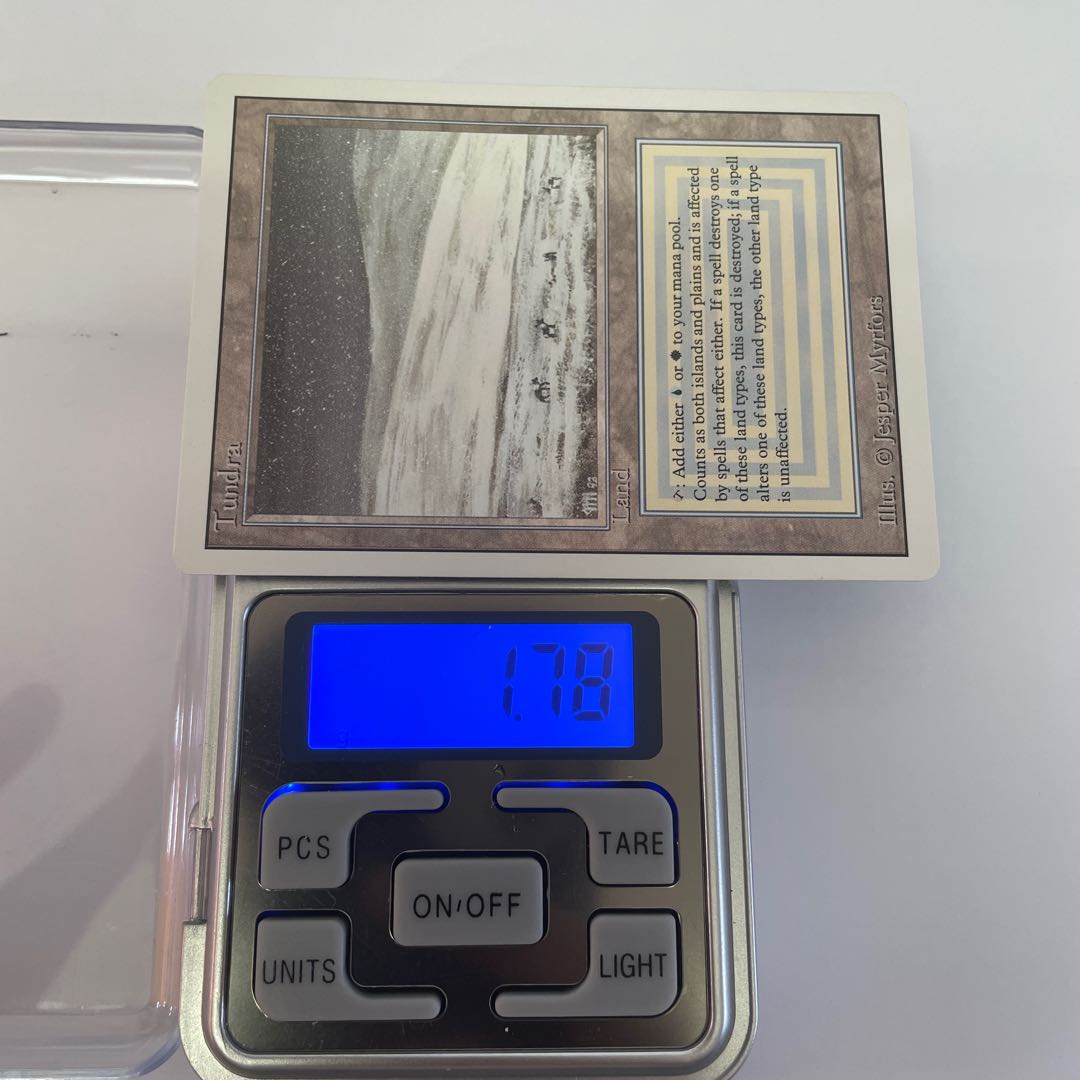 Tundra
Land
: Add either or to your mana pool.
Counts as both islands and plains and is affected
by spells that affect either. If a spell destroys one
of these land types, this card is destroyed; if a spell
alters one of these land types, the other land type
is unaffected.
Illus. © Jesper Myrfors
1.78
PCS
TARE
ON/OFF
UNITS
LIGHT